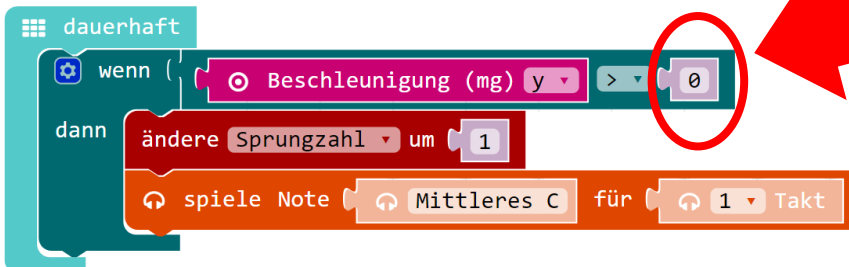 dauerhaft
wenn ( ( Beschleunigung (mg) y > 0
dann ändere Sprungzahl um 1
spiele Note Mittleres C für 1 Takt